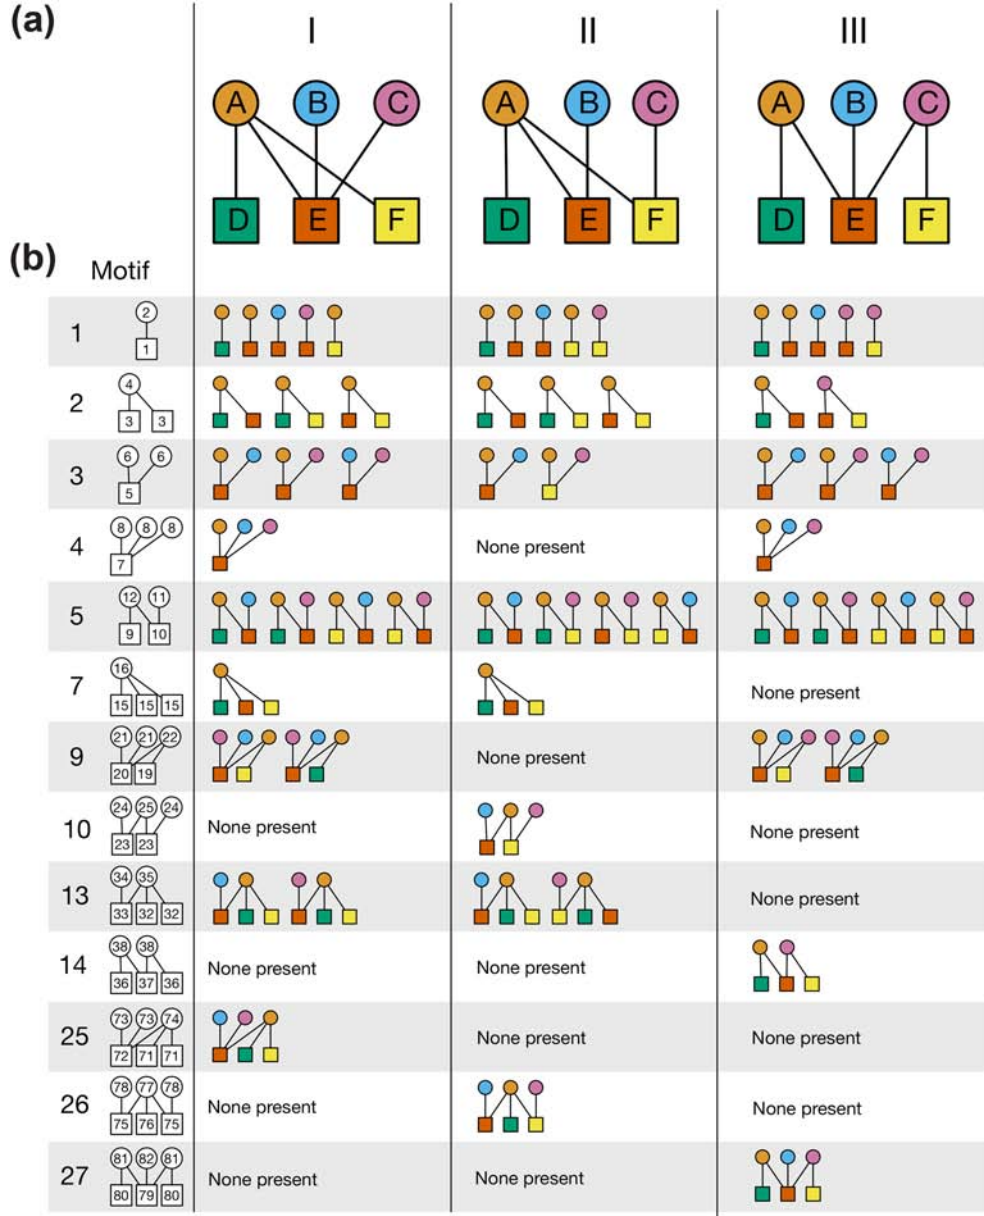 (a)
I II III
A B C A B C A B C
D E F D E F D E F
(b)
Motif
1 2 1
2 4 3 3
3 6 6 5
4 8 8 8 7 None present
5 12 11 9 10
7 16 15 15 15 None present
9 21 21 22 20 19 None present
10 24 25 24 23 23 None present None present
13 34 35 33 32 32 None present
14 38 38 36 37 36 None present None present
25 73 73 74 72 71 71 None present None present
26 78 77 78 75 76 75 None present None present
27 81 82 81 80 79 80 None present None present